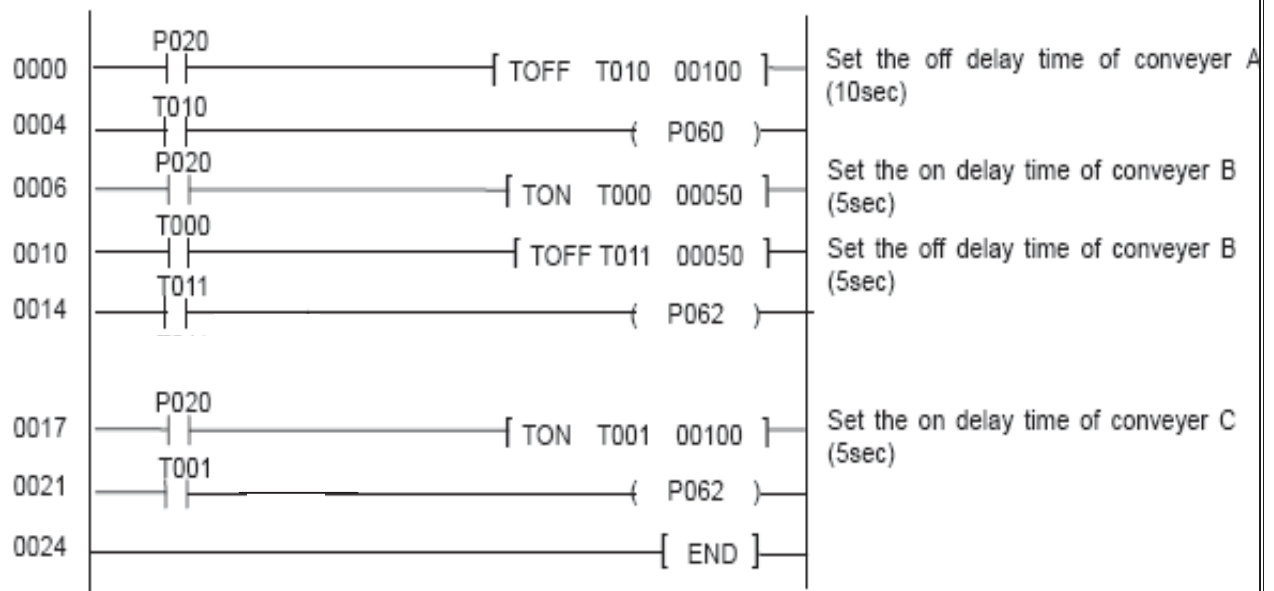 P020
0000 TOFF T010 00100 Set the off delay time of conveyer A
(10sec)
T010
0004 P060
P020
0006 TON T000 00050 Set the on delay time of conveyer B
(5sec)
T000
0010 TOFF T011 00050 Set the off delay time of conveyer B
(5sec)
T011
0014 P062
P020
0017 TON T001 00100 Set the on delay time of conveyer C
(5sec)
T001
0021 P062
0024 END